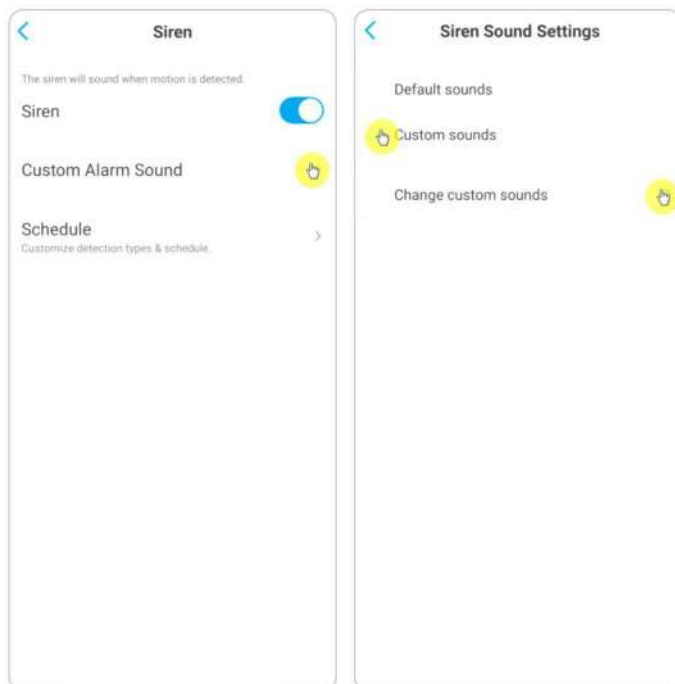 Siren
The siren will sound when motion is detected.
Siren
Custom Alarm Sound
Schedule
Customize detection types & schedule.
Siren Sound Settings
Default sounds
Custom sounds
Change custom sounds